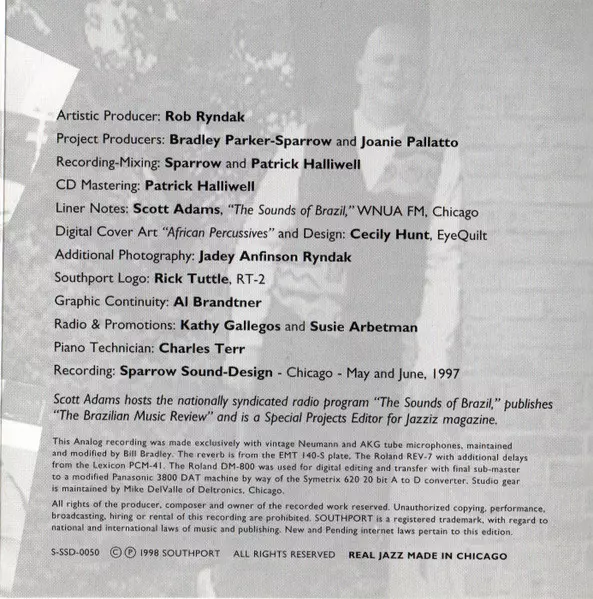 Artistic Producer: Rob Ryndak
Project Producers: Bradley Parker-Sparrow and Joanie Pallatto
Recording-Mixing: Sparrow and Patrick Halliwell
CD Mastering: Patrick Halliwell
Liner Notes: Scott Adams, "The Sounds of Brazil," WNUA FM, Chicago
Digital Cover Art "African Percussives" and Design: Cecily Hunt, EyeQuilt
Additional Photography: Jadey Anfinson Ryndak
Southport Logo: Rick Tuttle, RT-2
Graphic Continuity: Al Brandtner
Radio & Promotions: Kathy Gallegos and Susie Arbetman
Piano Technician: Charles Terr
Recording: Sparrow Sound-Design - Chicago - May and June, 1997
Scott Adams hosts the nationally syndicated radio program "The Sounds of Brazil," publishes
"The Brazilian Music Review" and is a Special Projects Editor for Jazziz magazine.
This Analog recording was made exclusively with vintage Neumann and AKG tube microphones, maintained
and modified by Bill Bradley. The reverb is from the EMT 140-S plate. The Roland REV-7 with additional delays
from the Lexicon PCM-41. The Roland DM-800 was used for digital editing and transfer with final sub-master
to a modified Panasonic 3800 DAT machine by way of the Symetrix 620 20 bit A to D converter. Studio gear
is maintained by Mike DelValle of Deltronics, Chicago.
All rights of the producer, composer and owner of the recorded work reserved. Unauthorized copying, performance,
broadcasting, hiring or rental of this recording are prohibited. SOUTHPORT is a registered trademark, with regard to
national and international laws of music and publishing. New and Pending internet laws pertain to this edition.
S-SSD-0050 © ℗ 1998 SOUTHPORT ALL RIGHTS RESERVED REAL JAZZ MADE IN CHICAGO